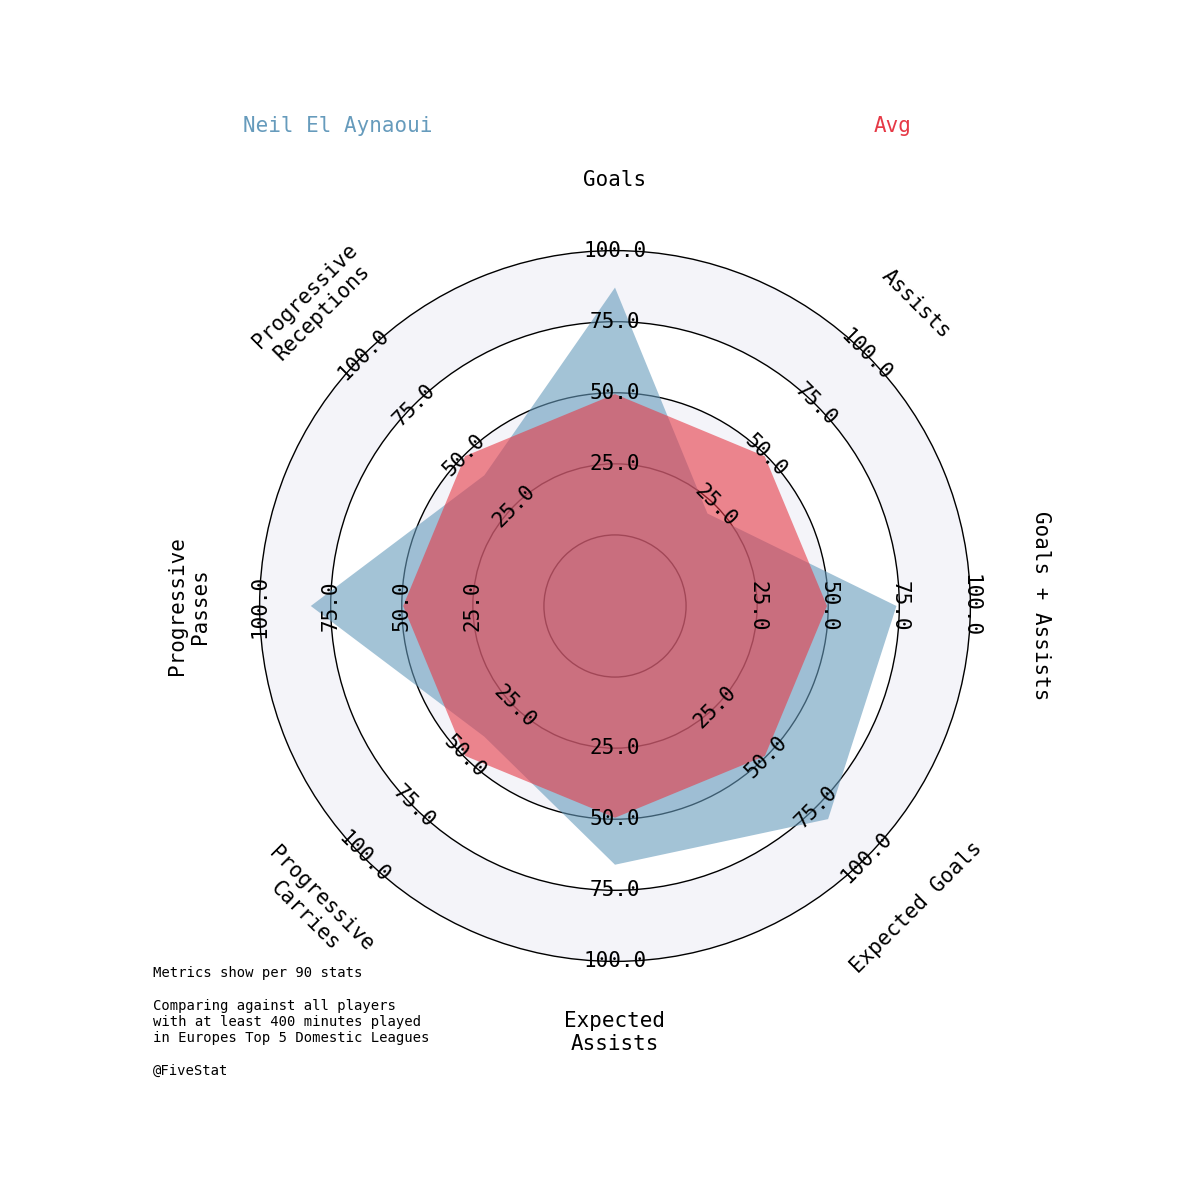 Neil El Aynaoui
Avg
Goals
Assists
Goals + Assists
Expected Goals
Expected
Assists
Progressive
Carries
Progressive
Passes
Progressive
Receptions
25.0
50.0
75.0
100.0
25.0
50.0
75.0
100.0
25.0
50.0
75.0
100.0
25.0
50.0
75.0
100.0
25.0
50.0
75.0
100.0
25.0
50.0
75.0
100.0
25.0
50.0
75.0
100.0
25.0
50.0
75.0
100.0
Metrics show per 90 stats
Comparing against all players
with at least 400 minutes played
in Europes Top 5 Domestic Leagues
@FiveStat